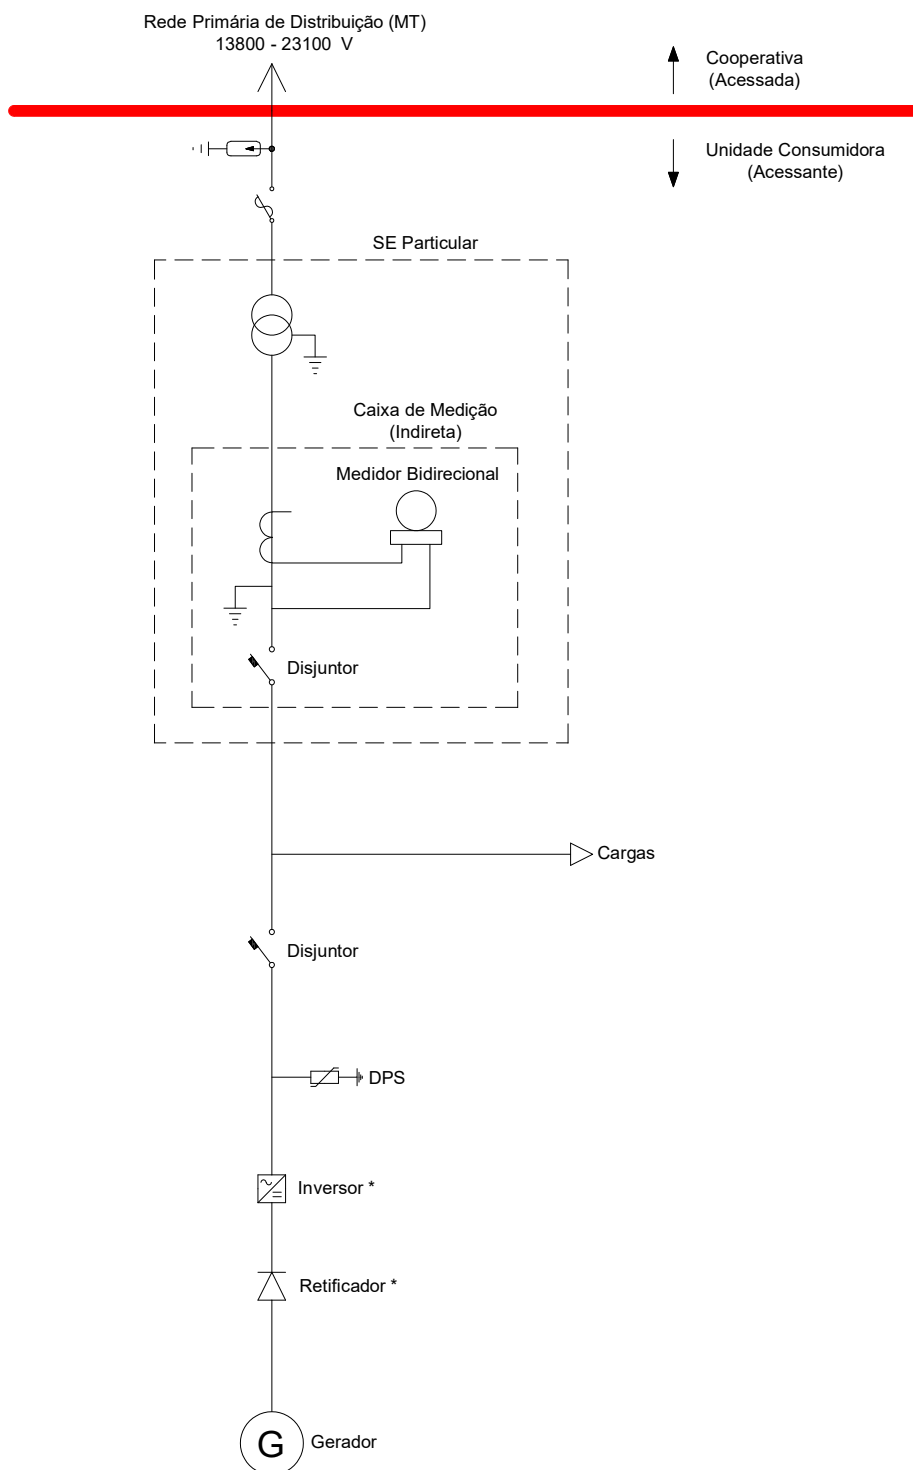 Rede Primária de Distribuição (MT)
13800 - 23100 V
Cooperativa
(Acessada)
Unidade Consumidora
(Acessante)
SE Particular
Caixa de Medição
(Indireta)
Medidor Bidirecional
Disjuntor
Cargas
Disjuntor
DPS
Inversor *
Retificador *
G
Gerador